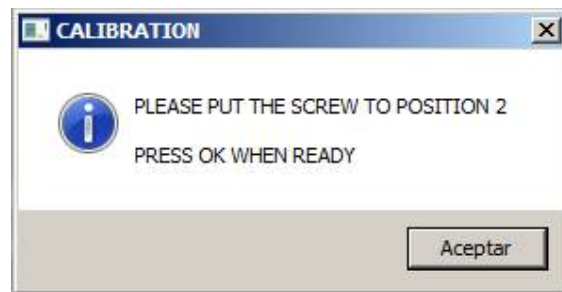 CALIBRATION
PLEASE PUT THE SCREW TO POSITION 2
PRESS OK WHEN READY
Aceptar